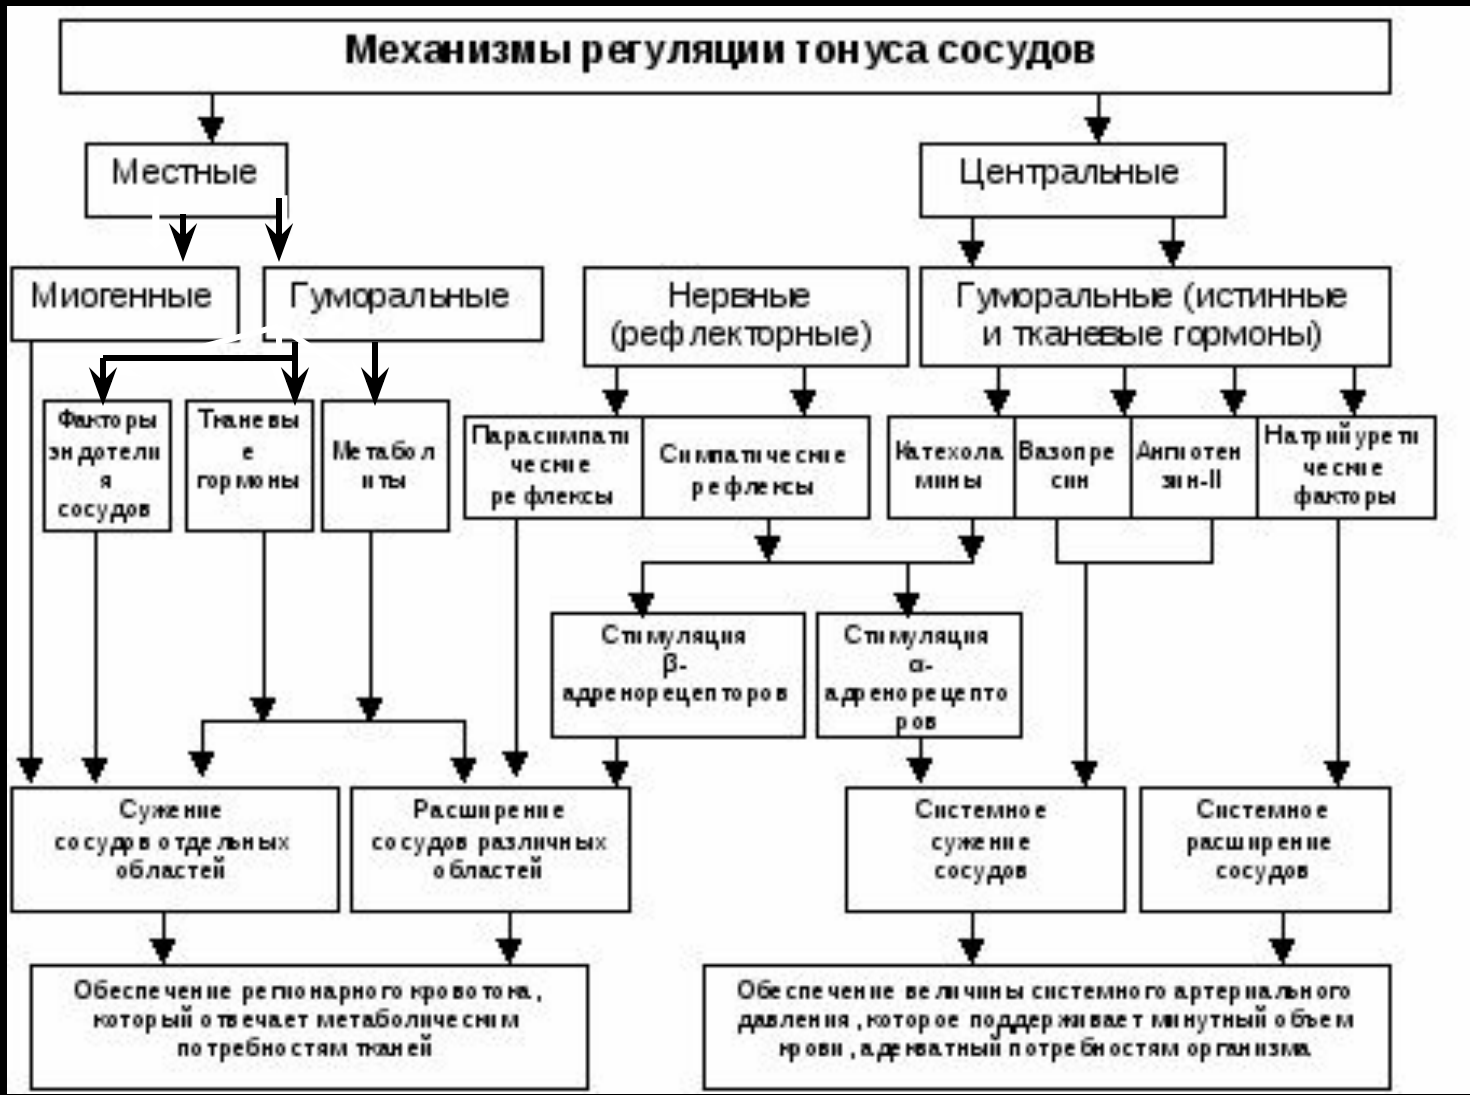 Механизмы регуляции тонуса сосудов
Местные
Центральные
Миогенные
Гуморальные
Нервные
(рефлекторные)
Гуморальные (истинные
и тканевые гормоны)
Факторы
эндотели
я
сосудов
Тканевы
е
гормоны
Метабол
иты
Парасимпати
ческие
рефлексы
Симпатические
рефлексы
Катехола
мины
Вазопре
син
Ангиотен
зин-II
Натрийурети
ческие
факторы
Стимуляция
β-
адренорецепторов
Стимуляция
α-
адренорецепто
ров
Сужение
сосудов отдельных
областей
Расширение
сосудов различных
областей
Системное
сужение
сосудов
Системное
расширение
сосудов
Обеспечение регионарного кровотока,
который отвечает метаболическим
потребностям тканей
Обеспечение величины системного артериального
давления, которое поддерживает минутный объем
крови, адекватный потребностям организма